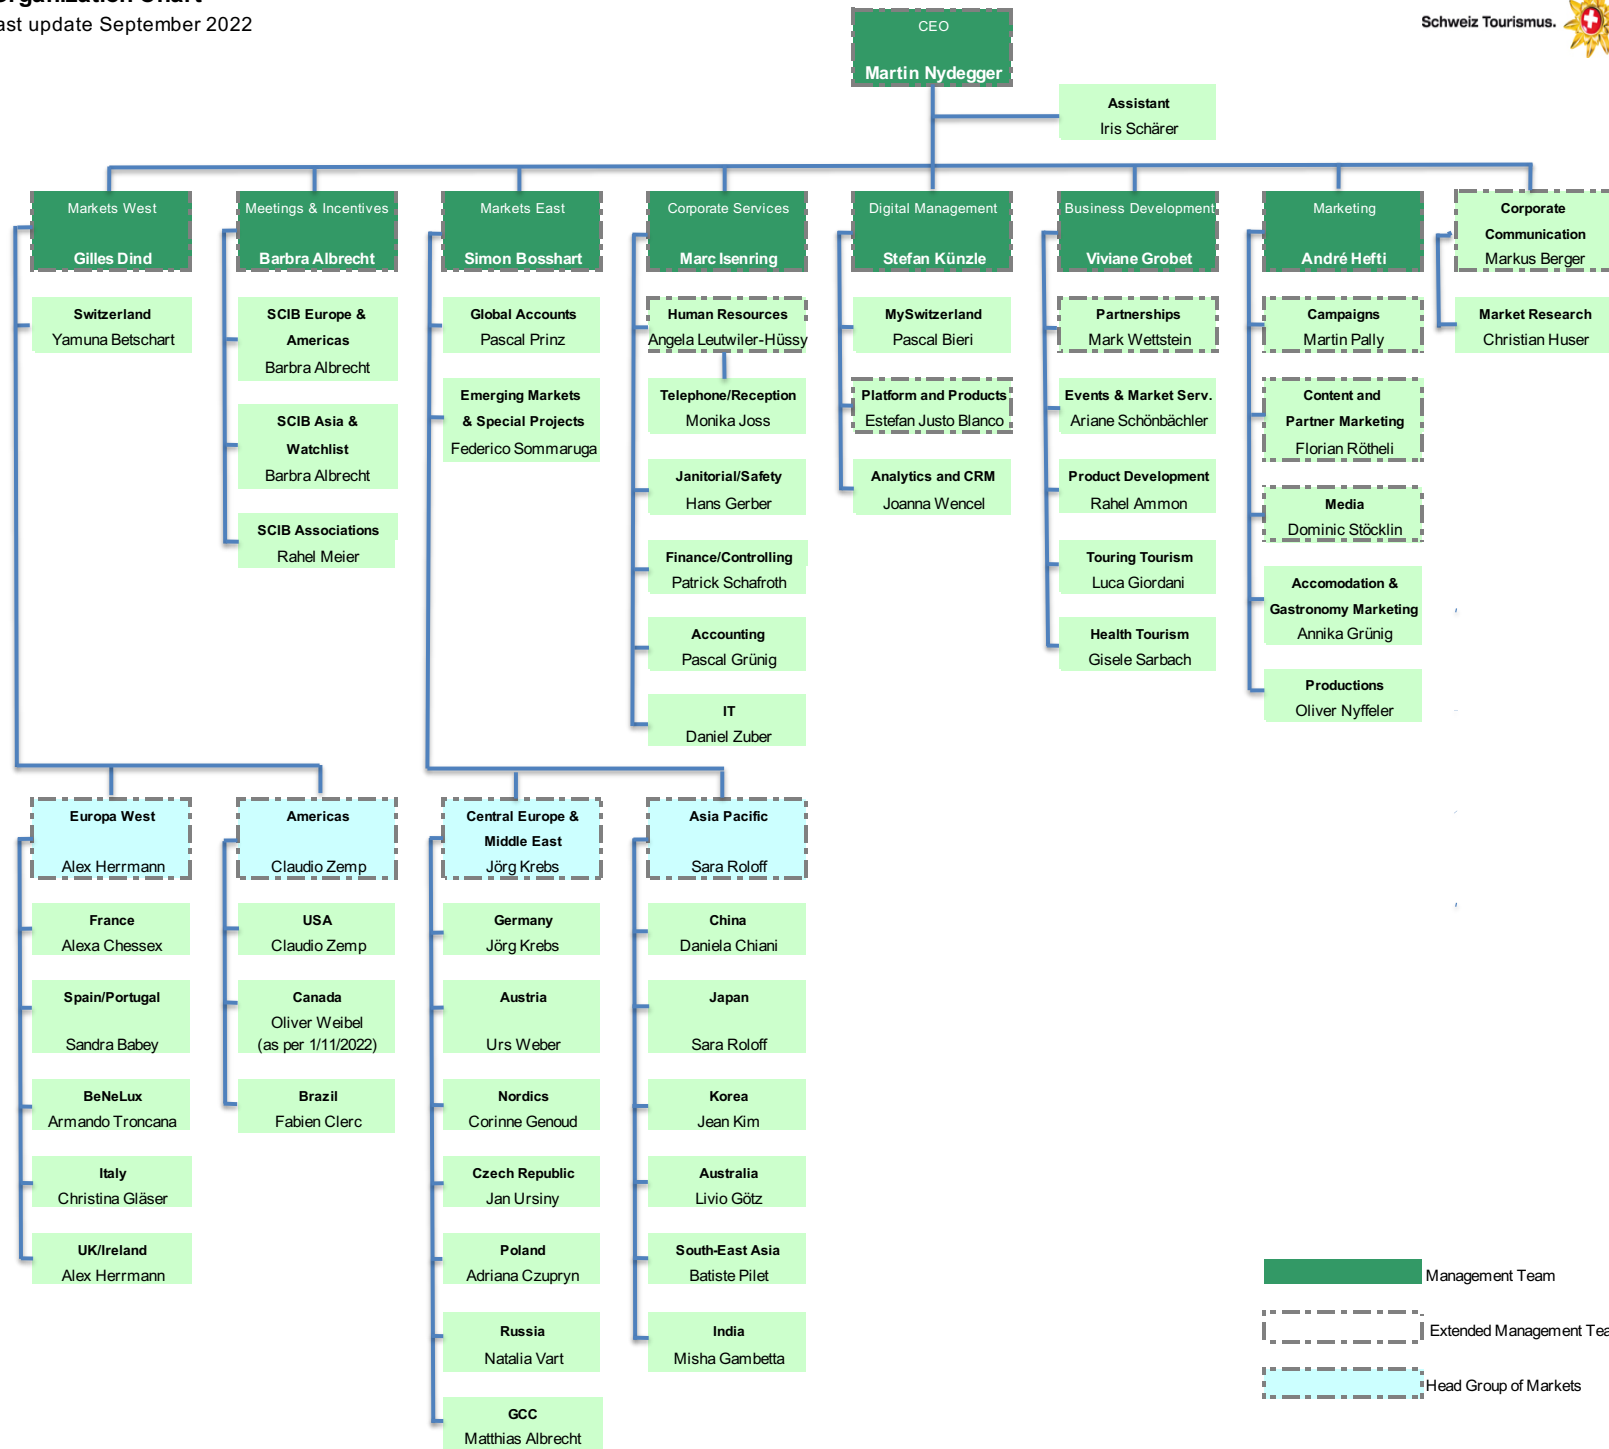 last update September 2022
Schweiz Tourismus.
CEO
Martin Nydegger
Assistant
Iris Schärer
Markets West
Gilles Dind
Switzerland
Yamuna Betschart
Meetings & Incentives
Barbra Albrecht
SCIB Europe &
Americas
Barbra Albrecht
SCIB Asia &
Watchlist
Barbra Albrecht
SCIB Associations
Rahel Meier
Markets East
Simon Bosshart
Global Accounts
Pascal Prinz
Emerging Markets
& Special Projects
Federico Sommaruga
Corporate Services
Marc Isenring
Human Resources
Angela Leutwiler-Hüssy
Telephone/Reception
Monika Joss
Janitorial/Safety
Hans Gerber
Finance/Controlling
Patrick Schafroth
Accounting
Pascal Grünig
IT
Daniel Zuber
Digital Management
Stefan Künzle
MySwitzerland
Pascal Bieri
Platform and Products
Estefan Justo Blanco
Analytics and CRM
Joanna Wencel
Business Development
Viviane Grobet
Partnerships
Mark Wettstein
Events & Market Serv.
Ariane Schönbächler
Product Development
Rahel Ammon
Touring Tourism
Luca Giordani
Health Tourism
Gisele Sarbach
Marketing
André Hefti
Campaigns
Martin Pally
Content and
Partner Marketing
Florian Rötheli
Media
Dominic Stöcklin
Accomodation &
Gastronomy Marketing
Annika Grünig
Productions
Oliver Nyffeler
Corporate
Communication
Markus Berger
Market Research
Christian Huser
Europa West
Alex Herrmann
France
Alexa Chessex
Spain/Portugal
Sandra Babey
BeNeLux
Armando Troncana
Italy
Christina Gläser
UK/Ireland
Alex Herrmann
Americas
Claudio Zemp
USA
Claudio Zemp
Canada
Oliver Weibel
(as per 1/11/2022)
Brazil
Fabien Clerc
Central Europe &
Middle East
Jörg Krebs
Germany
Jörg Krebs
Austria
Urs Weber
Nordics
Corinne Genoud
Czech Republic
Jan Ursiny
Poland
Adriana Czupryn
Russia
Natalia Vart
GCC
Matthias Albrecht
Asia Pacific
Sara Roloff
China
Daniela Chiani
Japan
Sara Roloff
Korea
Jean Kim
Australia
Livio Götz
South-East Asia
Batiste Pilet
India
Misha Gambetta
Management Team
Extended Management Tea
Head Group of Markets